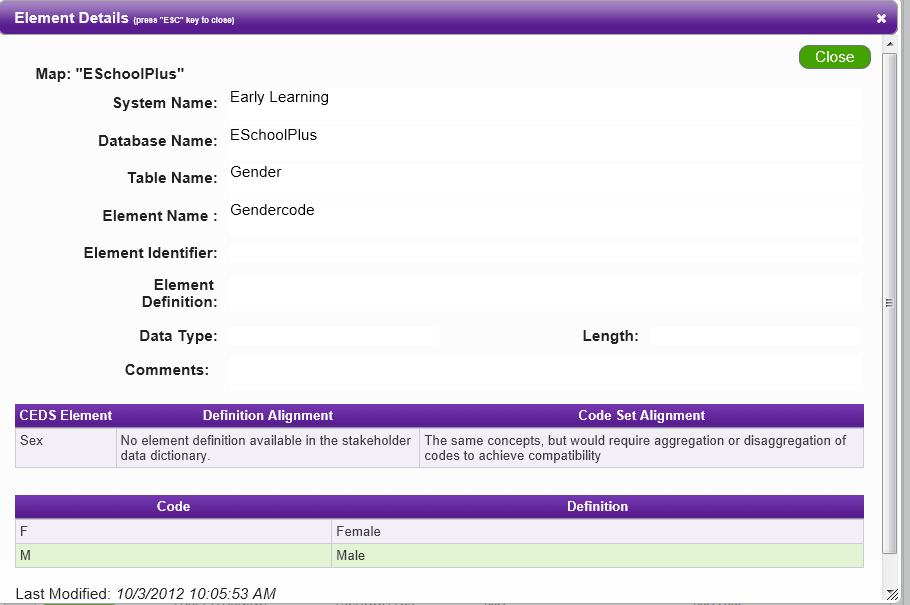 Element Details (press "ESC" key to close)
Close
Map: "ESchoolPlus"
System Name: Early Learning
Database Name: ESchoolPlus
Table Name: Gender
Element Name : Gendercode
Element Identifier:
Element
Definition:
Data Type: Length:
Comments:
CEDS Element Definition Alignment Code Set Alignment
Sex No element definition available in the stakeholder The same concepts, but would require aggregation or disaggregation of
data dictionary. codes to achieve compatibility
Code Definition
F Female
M Male
Last Modified: 10/3/2012 10:05:53 AM